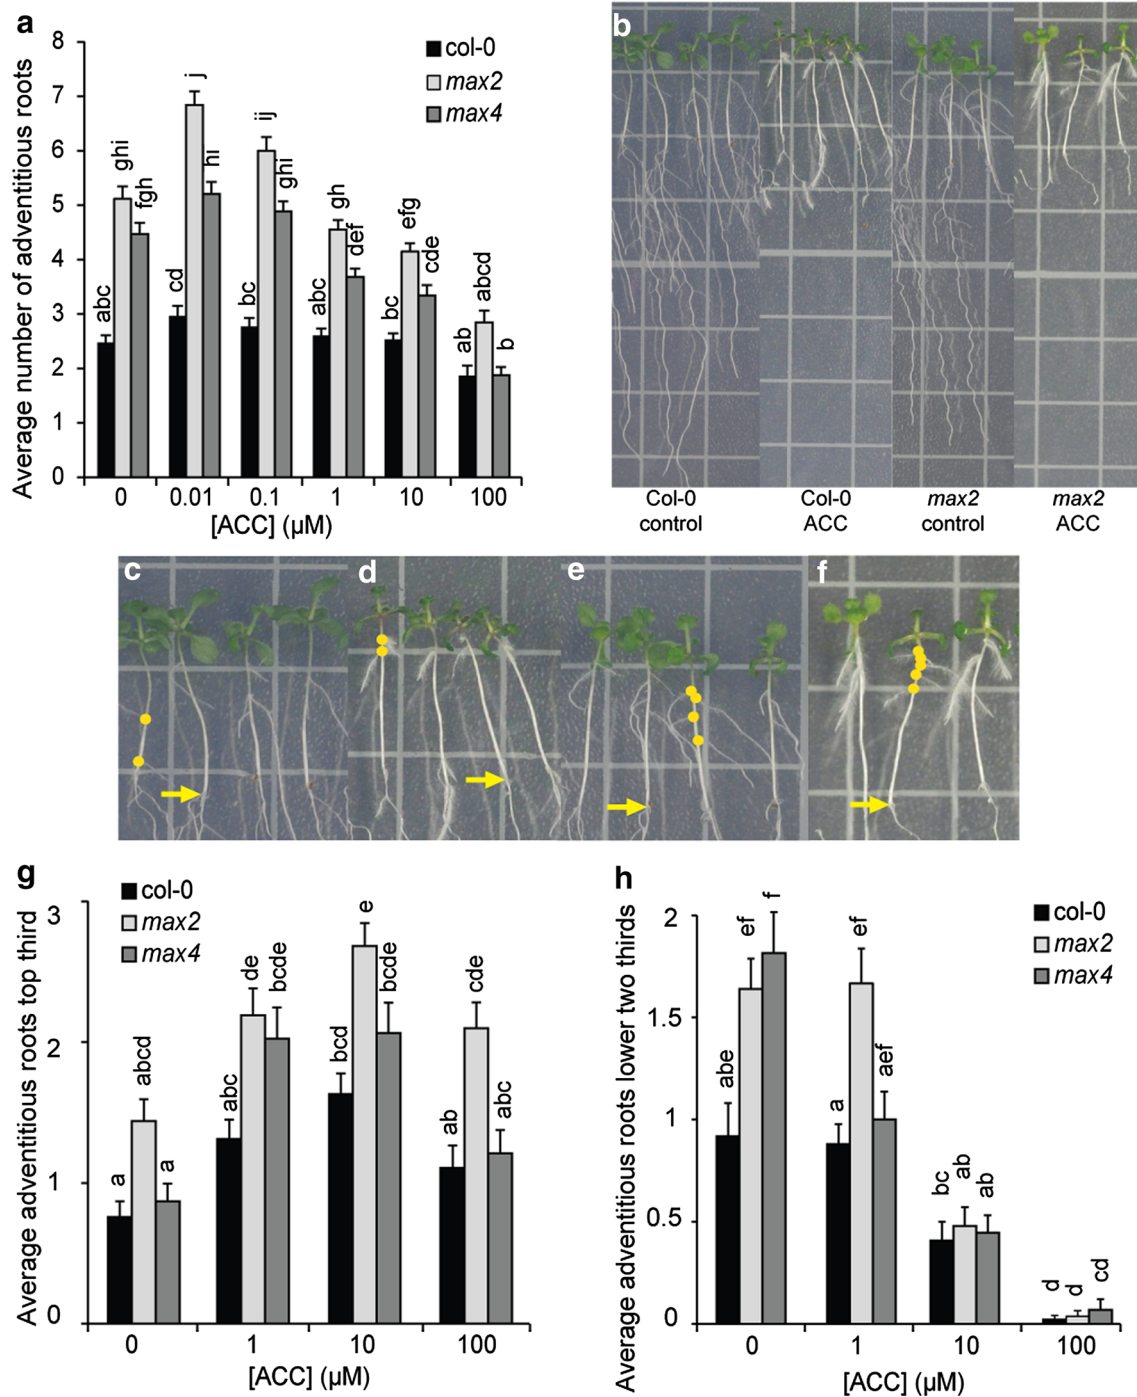 a
col-0
max2
max4
Average number of adventitious roots
8
7
6
5
4
3
2
1
0
abc
ghi
fgh
cd
j
hi
bc
ij
ghi
abc
gh
def
bc
efg
cde
ab
abcd
b
0 0.01 0.1 1 10 100
[ACC] (µM)
b
Col-0 control
Col-0 ACC
max2 control
max2 ACC
c
d
e
f
g
col-0
max2
max4
Average adventitious roots top third
3
2
1
0
a
abcd
a
abc
de
bcde
bcd
e
bcde
ab
cde
abc
0 1 10 100
[ACC] (µM)
h
col-0
max2
max4
Average adventitious roots lower two thirds
2
1.5
1
0.5
0
abe
ef
f
a
ef
aef
bc
ab
ab
d
d
cd
0 1 10 100
[ACC] (µM)